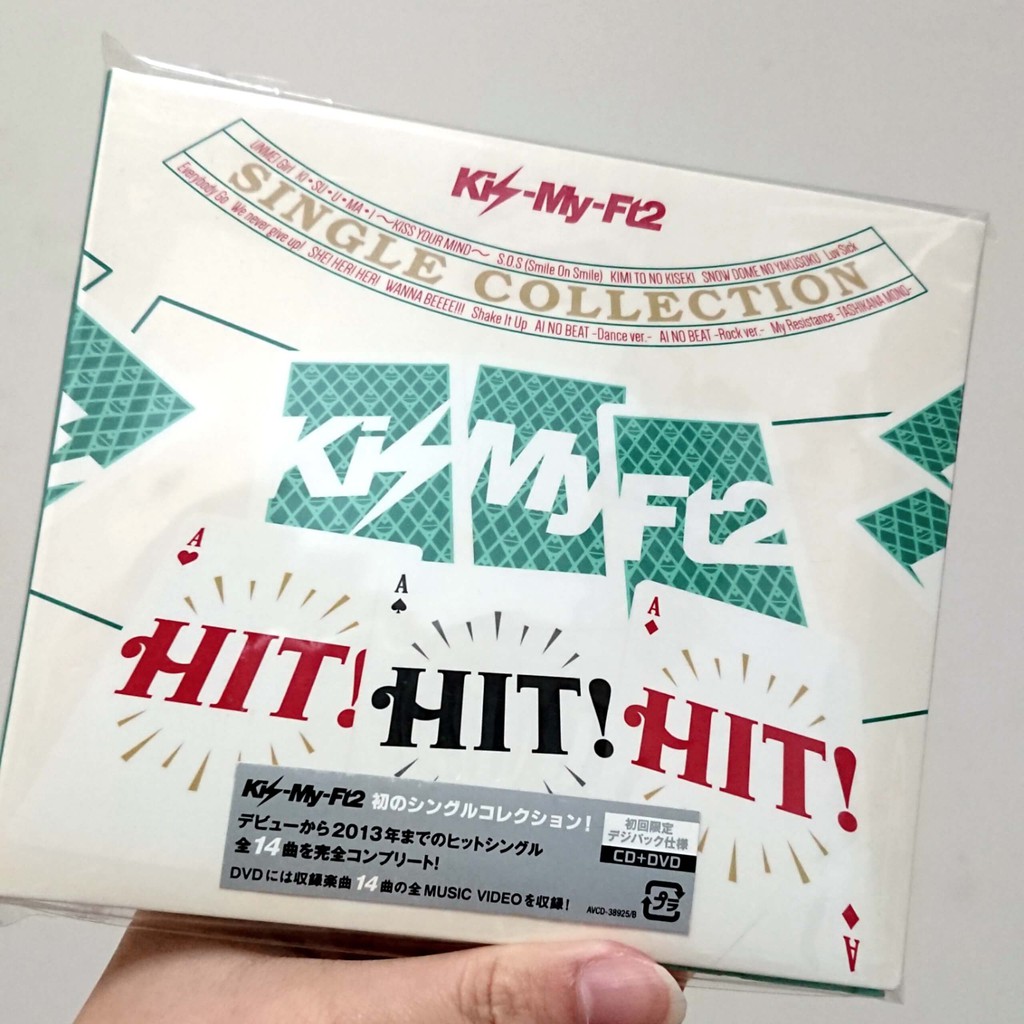 Kis-My-Ft2
UNMEI Girl Ki・SU・U・MA・I ～KISS YOUR MIND～ S.O.S (Smile On Smile) KIMI TO NO KISEKI SNOW DOME NO YAKUSOKU Luv Sick
SINGLE COLLECTION
Everybody Go We never give up! SHE! HER! HER! WANNA BEEEE!!! Shake It Up AI NO BEAT -Dance ver.- AI NO BEAT -Rock ver.- My Resistance -TASHIKANA MONO-
Kis My Ft2
A
A
A
HIT! HIT! HIT!
Kis-My-Ft2 初のシングルコレクション！
デビューから2013年までのヒットシングル
全14曲を完全コンプリート！
DVDには収録楽曲14曲の全MUSIC VIDEOを収録！
初回限定
デジパック仕様
CD+DVD
AVCD-38925/B
プラ
A